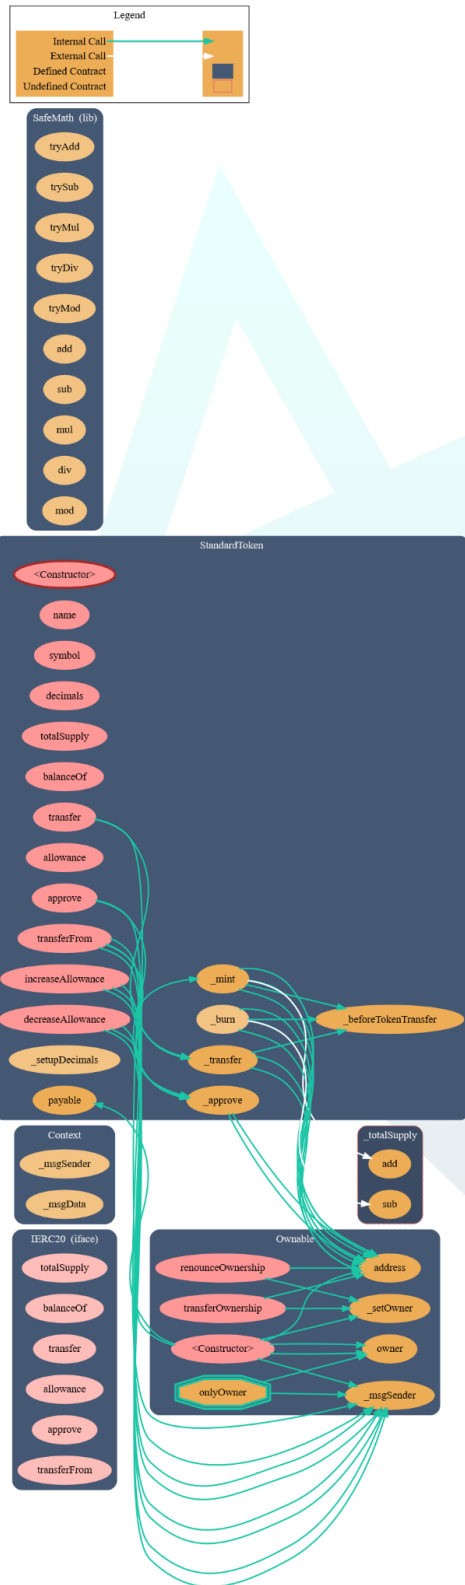 Legend
Internal Call
External Call
Defined Contract
Undefined Contract
SafeMath (lib)
tryAdd
trySub
tryMul
tryDiv
tryMod
add
sub
mul
div
mod
StandardToken
<Constructor>
name
symbol
decimals
totalSupply
balanceOf
transfer
allowance
approve
transferFrom
increaseAllowance
decreaseAllowance
_setupDecimals
payable
_mint
_burn
_transfer
_approve
_beforeTokenTransfer
Context
_msgSender
_msgData
_totalSupply
add
sub
IERC20 (iface)
totalSupply
balanceOf
transfer
allowance
approve
transferFrom
Ownable
renounceOwnership
transferOwnership
<Constructor>
onlyOwner
address
_setOwner
owner
_msgSender